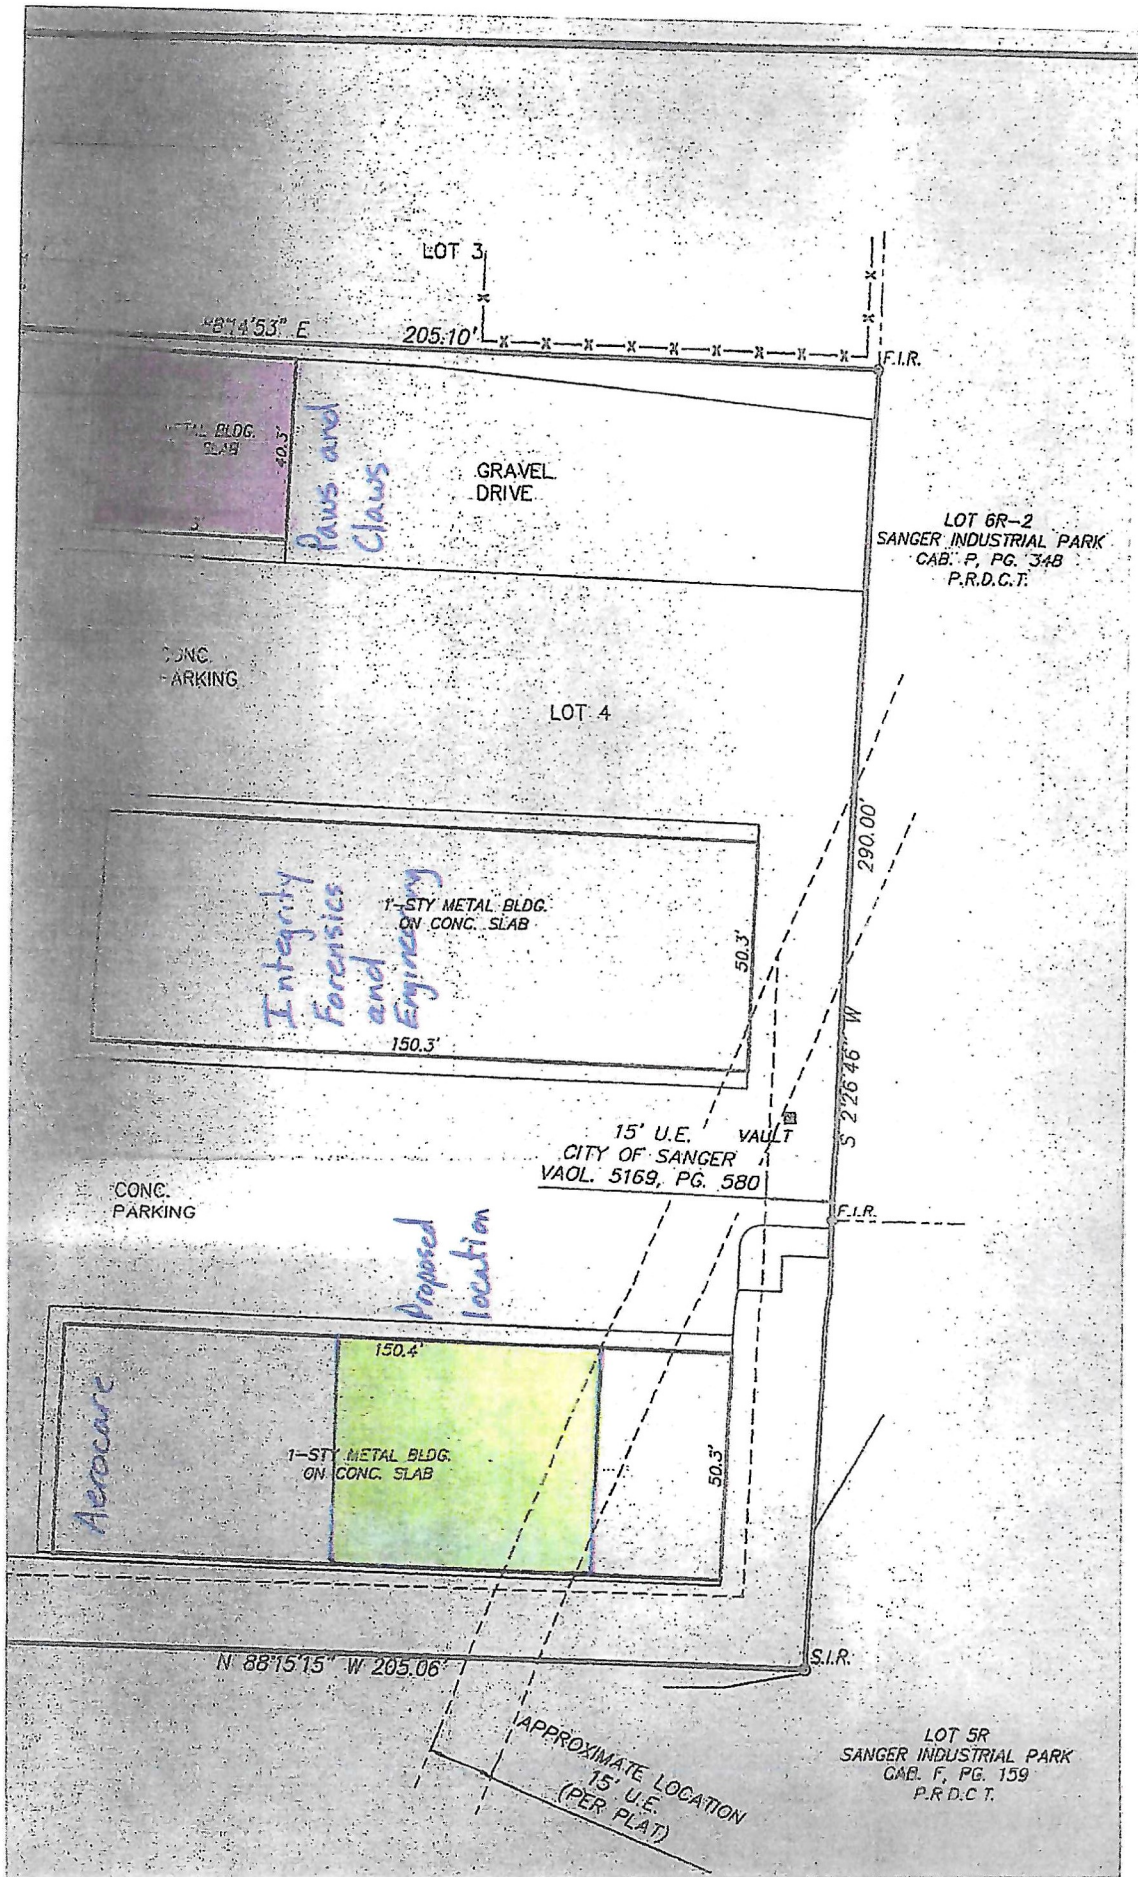 LOT 3
205.10'
F.I.R.
BLDG.
SLAB
40.3'
Paws and
Claws
GRAVEL
DRIVE
LOT 6R-2
SANGER INDUSTRIAL PARK
CAB. P, PG. 348
P.R.D.C.T.
CONC.
PARKING
LOT 4
290.00'
Integrity
Forensics
and
Engineering
1-STY METAL BLDG.
ON CONC. SLAB
50.3'
150.3'
S 2°26'46" W
15' U.E.
CITY OF SANGER
VAOL. 5169, PG. 580
VAULT
CONC.
PARKING
F.I.R.
Proposed
location
150.4'
Aerocare
1-STY METAL BLDG.
ON CONC. SLAB
50.3'
N 88°15'15" W 205.06'
S.I.R.
APPROXIMATE LOCATION
15' U.E.
(PER PLAT)
LOT 5R
SANGER INDUSTRIAL PARK
CAB. F, PG. 159
P.R.D.C.T.